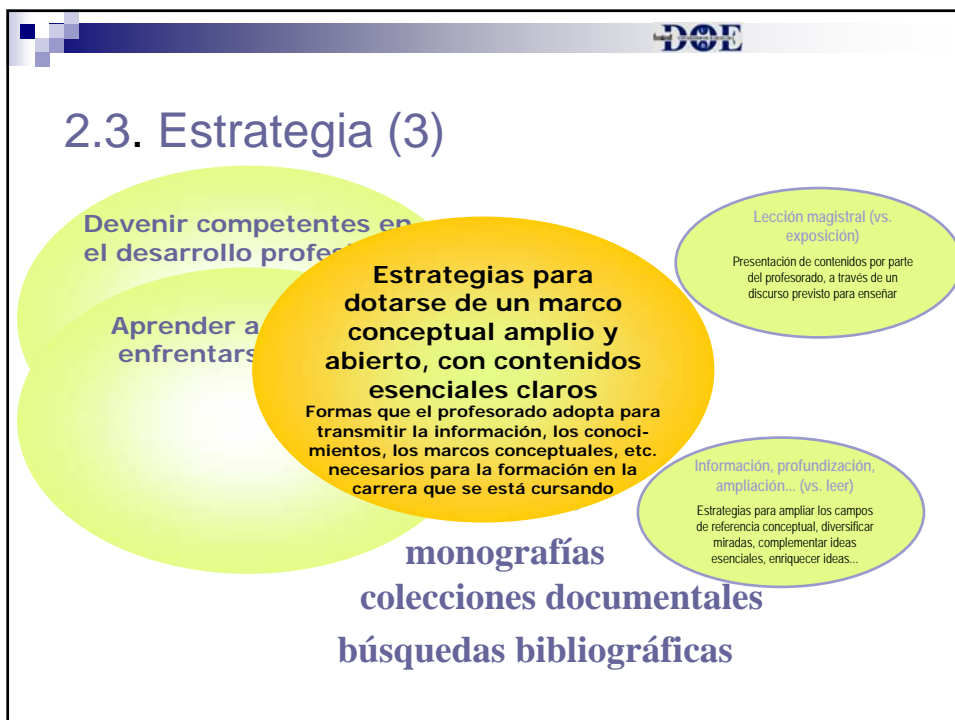 DOE
2.3. Estrategia (3)
Devenir competentes en
el desarrollo profes
Aprender a
enfrentars
Estrategias para
dotarse de un marco
conceptual amplio y
abierto, con contenidos
esenciales claros
Formas que el profesorado adopta para
transmitir la información, los conoci-
mientos, los marcos conceptuales, etc.
necesarios para la formación en la
carrera que se está cursando
Lección magistral (vs.
exposición)
Presentación de contenidos por parte
del profesorado, a través de un
discurso previsto para enseñar
Información, profundización,
ampliación... (vs. leer)
Estrategias para ampliar los campos
de referencia conceptual, diversificar
miradas, complementar ideas
esenciales, enriquecer ideas...
monografías
colecciones documentales
búsquedas bibliográficas